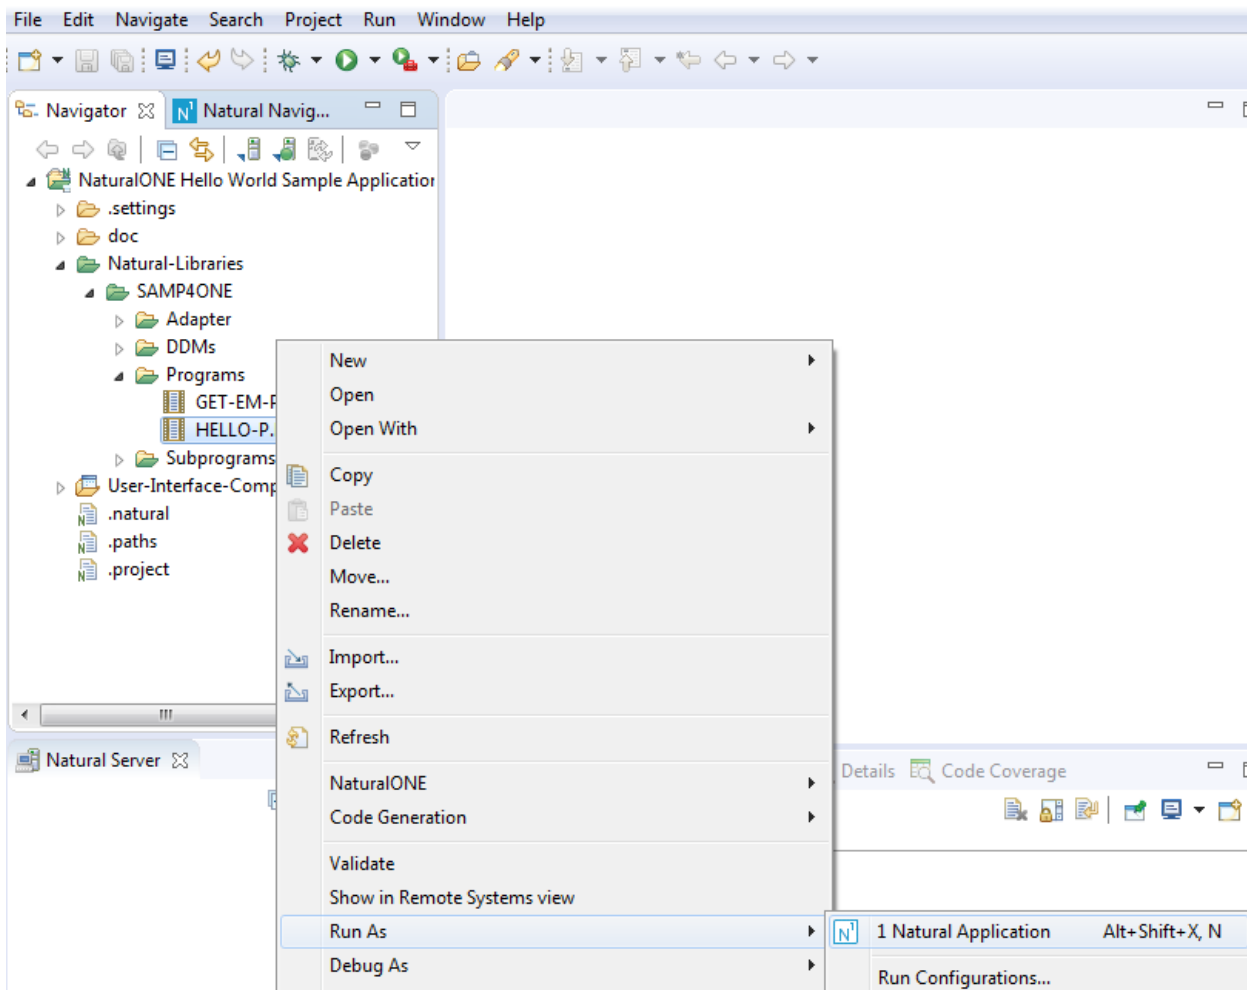 File Edit Navigate Search Project Run Window Help
Navigator Natural Navig...
NaturalONE Hello World Sample Application
.settings
doc
Natural-Libraries
SAMP4ONE
Adapter
DDMs
Programs
GET-EM-P
HELLO-P.
Subprograms
User-Interface-Comp
.natural
.paths
.project
New
Open
Open With
Copy
Paste
Delete
Move...
Rename...
Import...
Export...
Refresh
NaturalONE
Code Generation
Validate
Show in Remote Systems view
Run As
Debug As
Natural Server
Details Code Coverage
1 Natural Application Alt+Shift+X, N
Run Configurations...